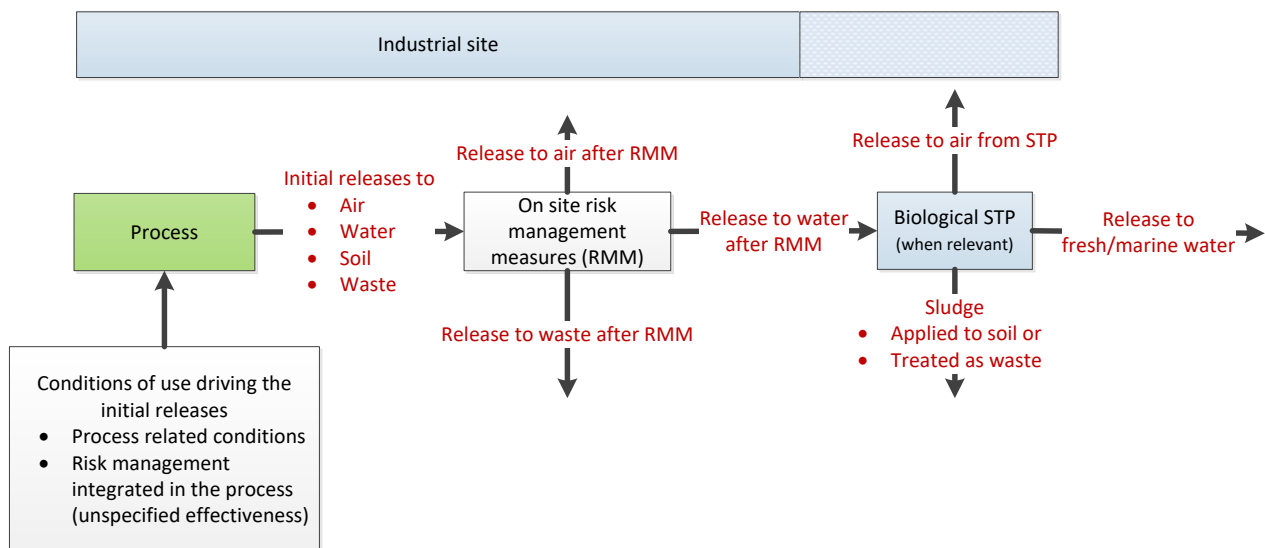 Industrial site
Release to air after RMM
Release to air from STP
Initial releases to
• Air
• Water
• Soil
• Waste
Process
On site risk
management
measures (RMM)
Release to water
after RMM
Biological STP
(when relevant)
Release to
fresh/marine water
Release to waste after RMM
Sludge
• Applied to soil or
• Treated as waste
Conditions of use driving the
initial releases
• Process related conditions
• Risk management
integrated in the process
(unspecified effectiveness)